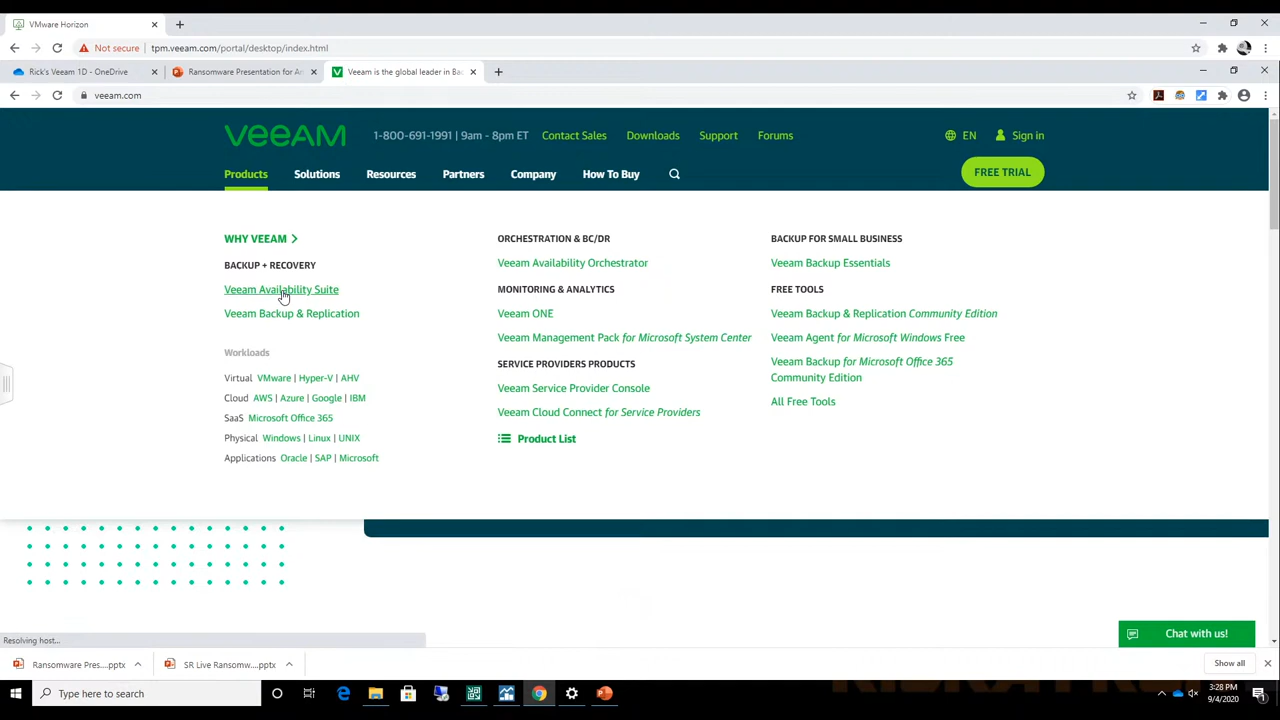 VMware Horizon
Not secure tpm.veeam.com/portal/desktop/index.html
Rick's Veeam 1D - OneDrive
Ransomware Presentation for An
Veeam is the global leader in Bac
veeam.com
VEEAM
1-800-691-1991 | 9am - 8pm ET
Contact Sales
Downloads
Support
Forums
EN
Sign in
Products
Solutions
Resources
Partners
Company
How To Buy
FREE TRIAL
WHY VEEAM
BACKUP + RECOVERY
Veeam Availability Suite
Veeam Backup & Replication
Workloads
Virtual VMware | Hyper-V | AHV
Cloud AWS | Azure | Google | IBM
SaaS Microsoft Office 365
Physical Windows | Linux | UNIX
Applications Oracle | SAP | Microsoft
ORCHESTRATION & BC/DR
Veeam Availability Orchestrator
MONITORING & ANALYTICS
Veeam ONE
Veeam Management Pack for Microsoft System Center
SERVICE PROVIDERS PRODUCTS
Veeam Service Provider Console
Veeam Cloud Connect for Service Providers
Product List
BACKUP FOR SMALL BUSINESS
Veeam Backup Essentials
FREE TOOLS
Veeam Backup & Replication Community Edition
Veeam Agent for Microsoft Windows Free
Veeam Backup for Microsoft Office 365
Community Edition
All Free Tools
Chat with us!
Resolving host...
Ransomware Pres....pptx
SR Live Ransomw....pptx
Show all
Type here to search
3:28 PM
9/4/2020